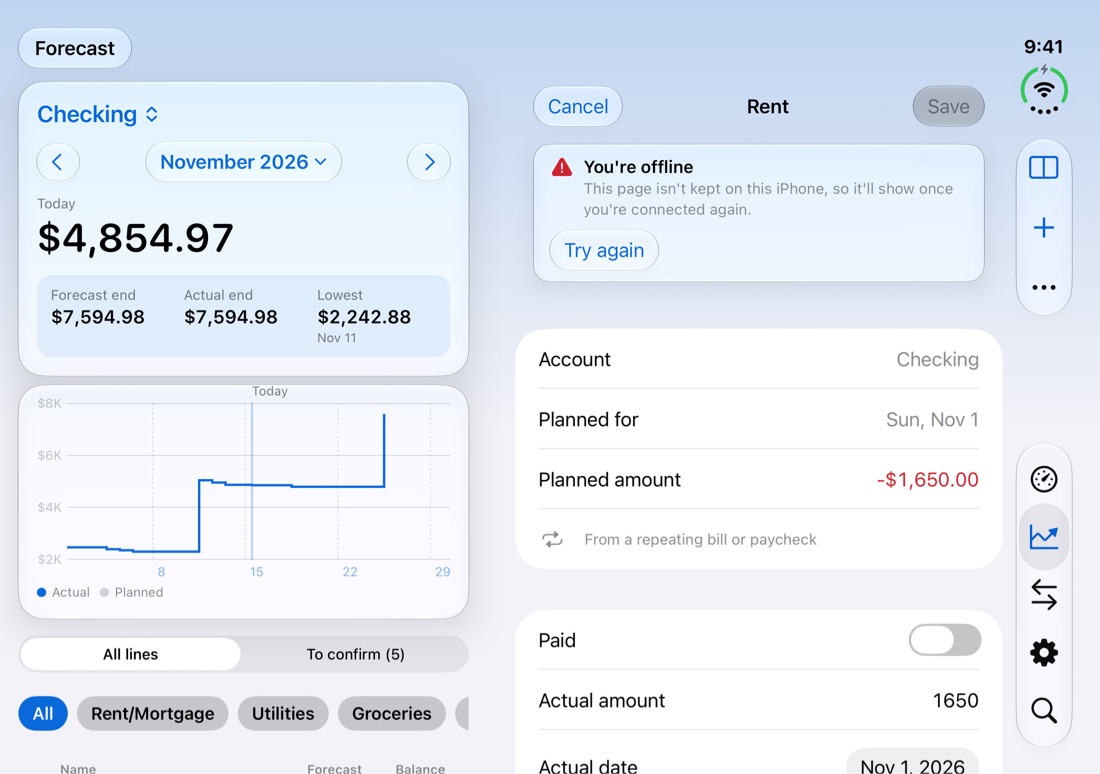 Forecast
Checking
November 2026
Today
$4,854.97
Forecast end
$7,594.98
Actual end
$7,594.98
Lowest
$2,242.88
Nov 11
Today
$8K
$6K
$4K
$2K
8
15
22
29
Actual
Planned
All lines
To confirm (5)
All
Rent/Mortgage
Utilities
Groceries
Name
Forecast
Balance
Cancel
Rent
Save
You're offline
This page isn't kept on this iPhone, so it'll show once
you're connected again.
Try again
Account
Checking
Planned for
Sun, Nov 1
Planned amount
-$1,650.00
From a repeating bill or paycheck
Paid
Actual amount
1650
Actual date
Nov 1, 2026
9:41